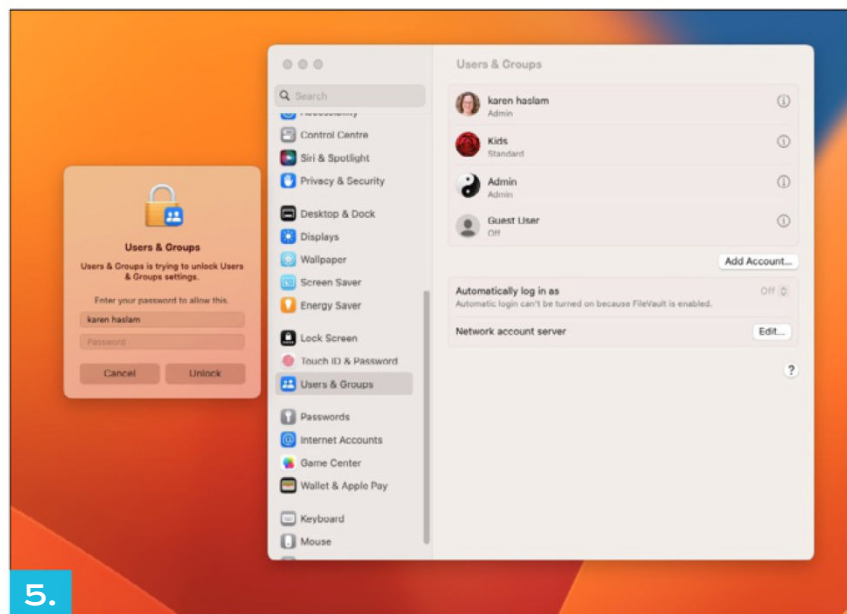 Users & Groups
Users & Groups is trying to unlock Users
& Groups settings.
Enter your password to allow this.
karen haslam
Password
Cancel
Unlock
Search
Accessibility
Control Centre
Siri & Spotlight
Privacy & Security
Desktop & Dock
Displays
Wallpaper
Screen Saver
Energy Saver
Lock Screen
Touch ID & Password
Users & Groups
Passwords
Internet Accounts
Game Center
Wallet & Apple Pay
Keyboard
Mouse
Users & Groups
karen haslam
Admin
Kids
Standard
Admin
Admin
Guest User
Off
Add Account...
Automatically log in as
Off
Automatic login can't be turned on because FileVault is enabled.
Network account server
Edit...
?
5.